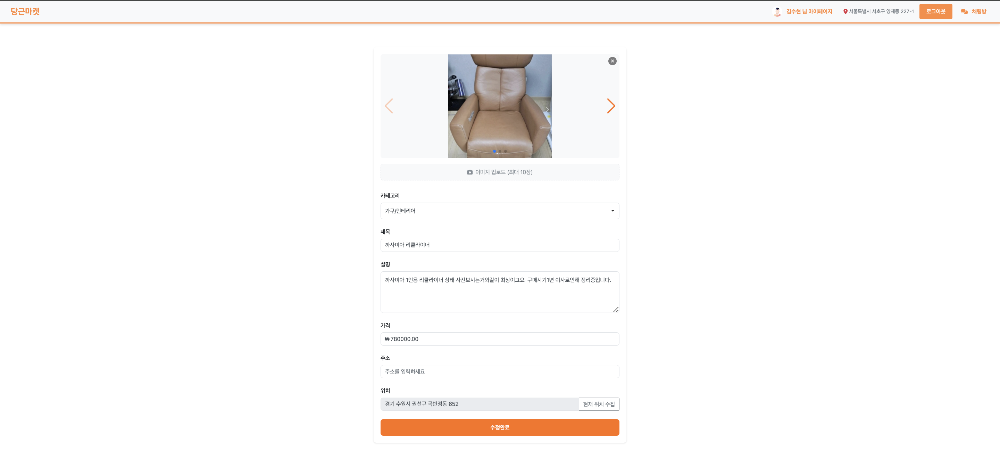 당근마켓
김수현 님 마이페이지
서울특별시 서초구 양재동 227-1
로그아웃
채팅방
이미지 업로드 (최대 10장)
카테고리
가구/인테리어
제목
까사미아 리클라이너
설명
까사미아 1인용 리클라이너 상태 사진보시는거와같이 최상이고요  구매시기1년 이사로인해 정리중입니다.
가격
₩ 780000.00
주소
주소를 입력하세요
위치
경기 수원시 권선구 곡반정동 652
현재 위치 수집
수정완료